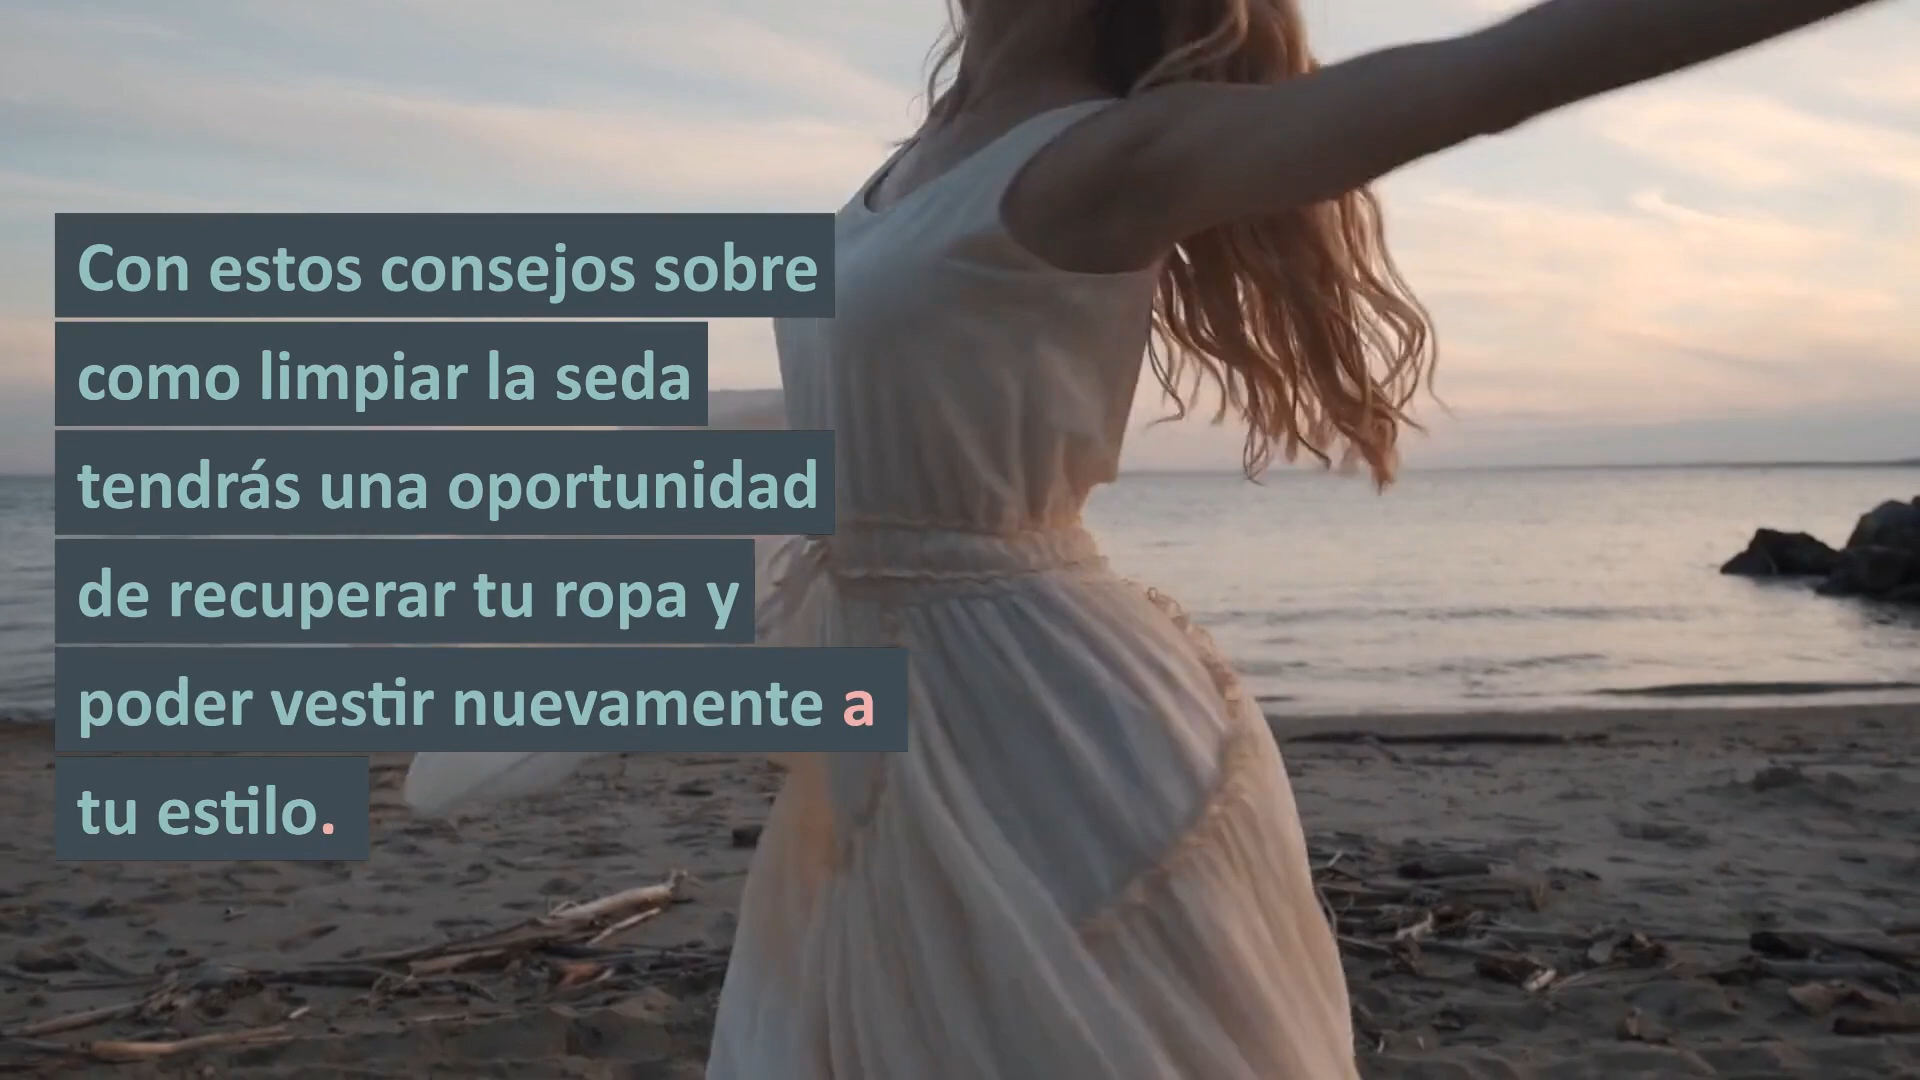 Con estos consejos sobre
como limpiar la seda
tendrás una oportunidad
de recuperar tu ropa y
poder vestir nuevamente a
tu estilo.